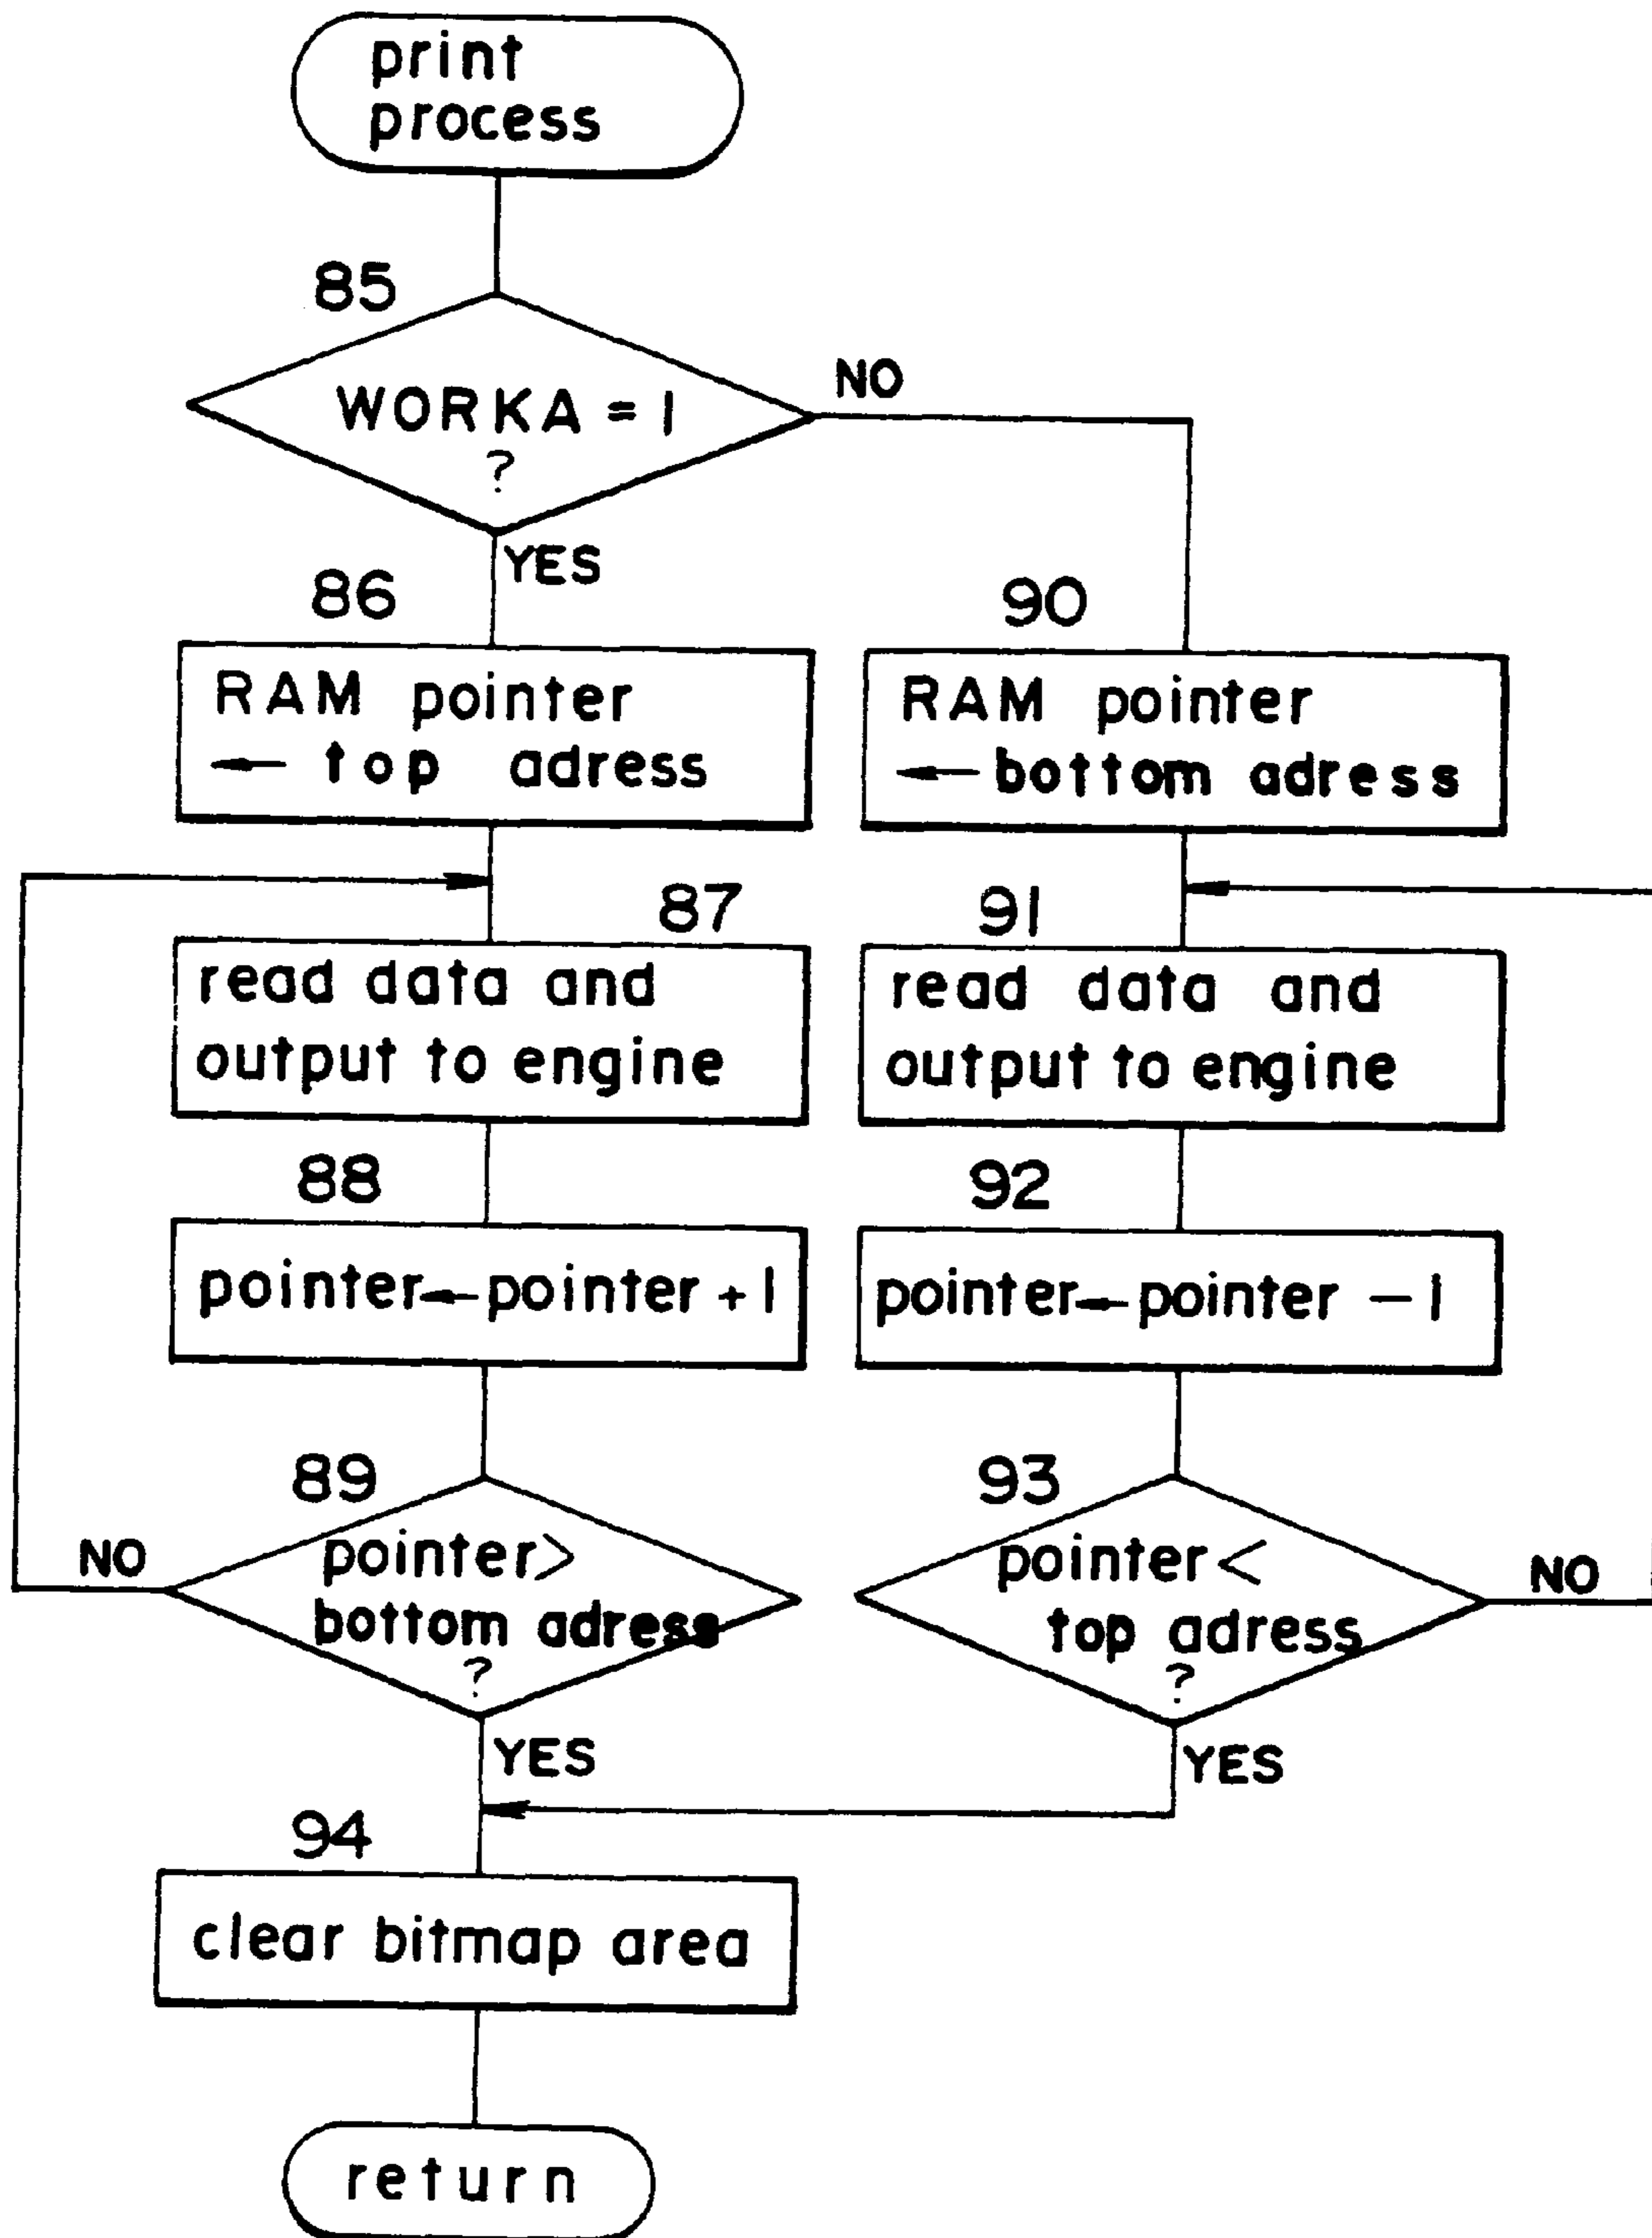 print
process
85
WORKA = 1
?
NO
YES
86
RAM pointer
← top adress
87
read data and
output to engine
88
pointer ← pointer + 1
89
pointer >
bottom adress
?
NO
YES
90
RAM pointer
← bottom adress
91
read data and
output to engine
92
pointer ← pointer − 1
93
pointer <
top adress
?
NO
YES
94
clear bitmap area
return